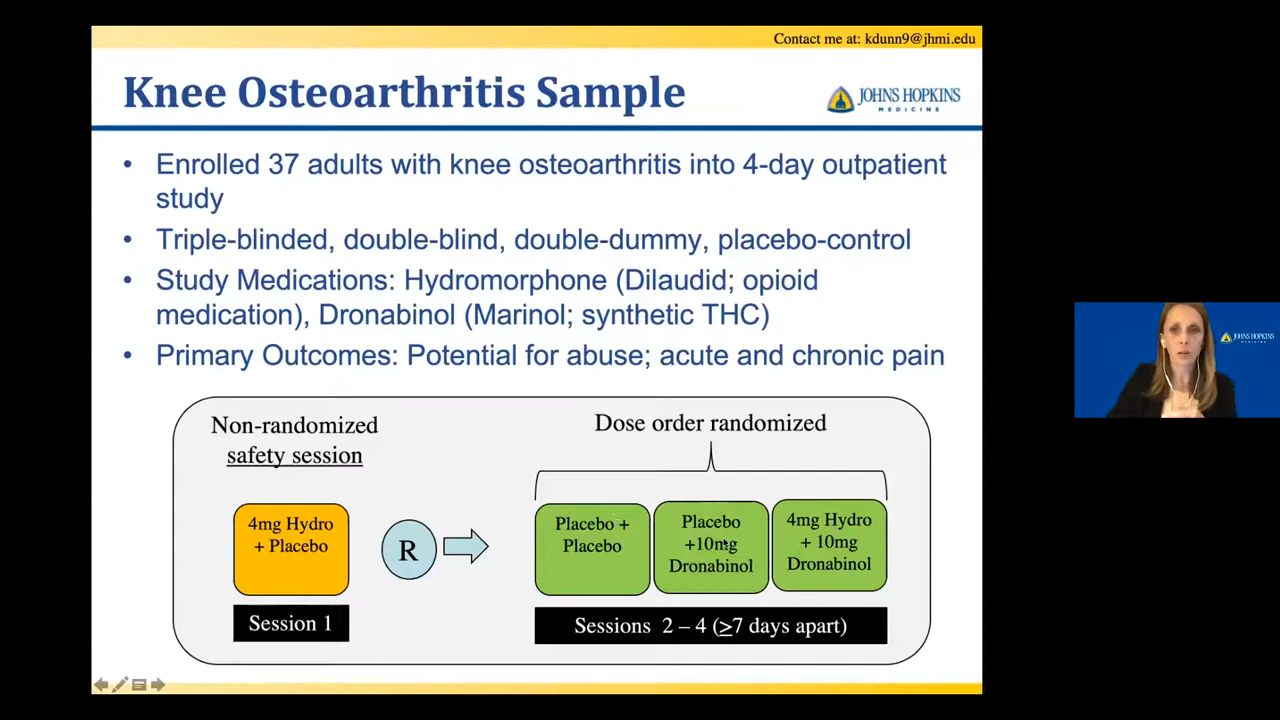 Contact me at: kdunn9@jhmi.edu
Knee Osteoarthritis Sample
JOHNS HOPKINS
MEDICINE
• Enrolled 37 adults with knee osteoarthritis into 4-day outpatient
study
• Triple-blinded, double-blind, double-dummy, placebo-control
• Study Medications: Hydromorphone (Dilaudid; opioid
medication), Dronabinol (Marinol; synthetic THC)
• Primary Outcomes: Potential for abuse; acute and chronic pain
Non-randomized
safety session
4mg Hydro
+ Placebo
Session 1
R
Dose order randomized
Placebo +
Placebo
Placebo
+10mg
Dronabinol
4mg Hydro
+ 10mg
Dronabinol
Sessions 2 – 4 (≥7 days apart)
JOHNS HOPKINS